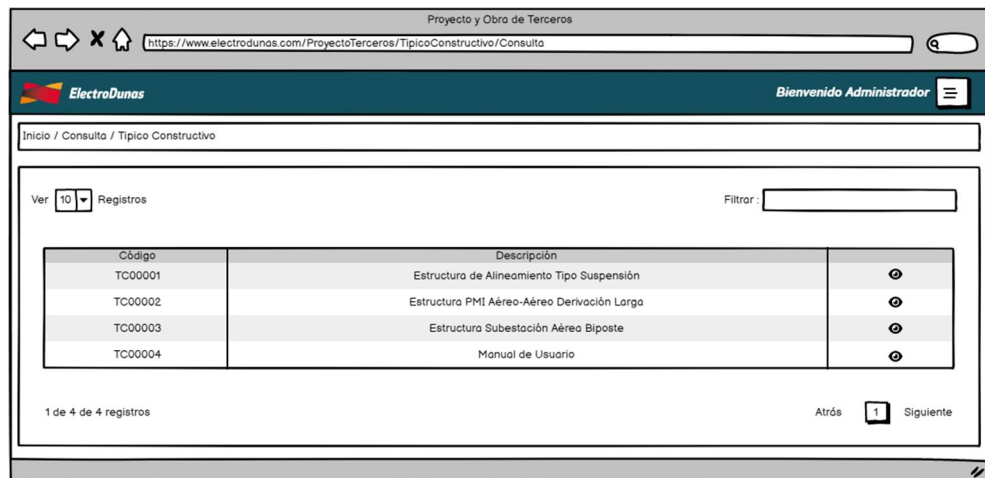 Proyecto y Obra de Terceros
https://www.electrodunas.com/ProyectoTerceros/TipicoConstructivo/Consulta
ElectroDunas
Bienvenido Administrador
Inicio / Consulta / Tipico Constructivo
Ver 10 Registros
Filtrar :
Código Descripción
TC00001 Estructura de Alineamiento Tipo Suspensión
TC00002 Estructura PMI Aéreo-Aéreo Derivación Larga
TC00003 Estructura Subestación Aérea Biposte
TC00004 Manual de Usuario
1 de 4 de 4 registros
Atrás 1 Siguiente